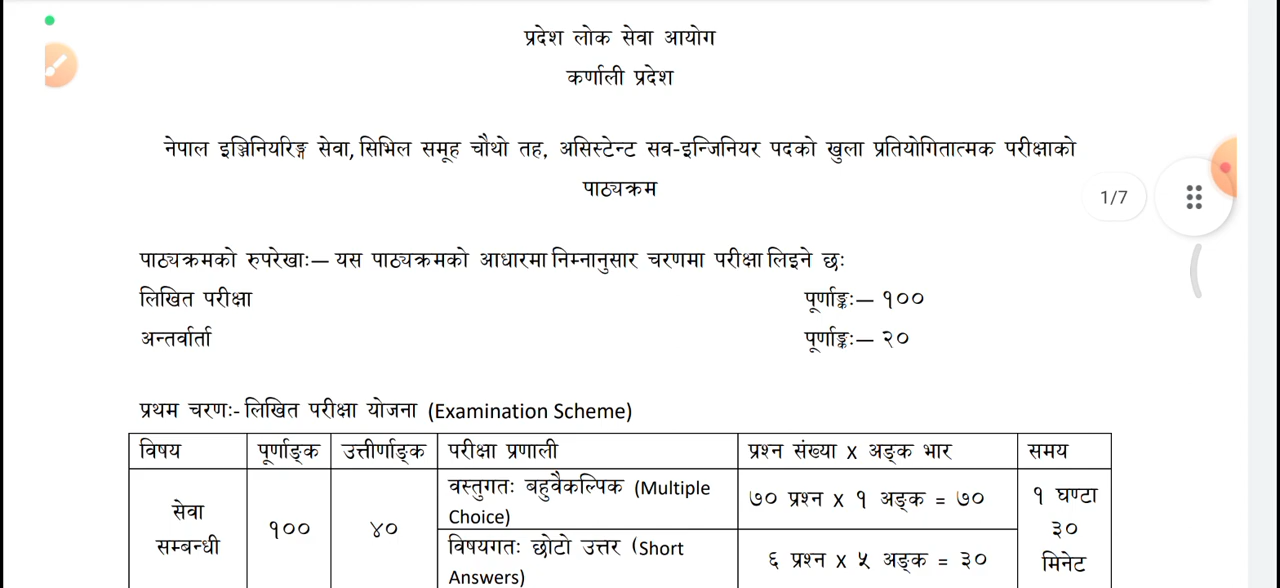 प्रदेश लोक सेवा आयोग
कर्णाली प्रदेश
नेपाल इञ्जिनियरिङ्ग सेवा, सिभिल समूह चौथो तह, असिस्टेन्ट सव-इन्जिनियर पदको खुला प्रतियोगितात्मक परीक्षाको
पाठ्यक्रम
1/7
पाठ्यक्रमको रुपरेखाः— यस पाठ्यक्रमको आधारमा निम्नानुसार चरणमा परीक्षा लिइने छः
लिखित परीक्षा पूर्णाङ्कः— १००
अन्तर्वार्ता पूर्णाङ्कः— २०
प्रथम चरणः- लिखित परीक्षा योजना (Examination Scheme)
विषय पूर्णाङ्क उत्तीर्णाङ्क परीक्षा प्रणाली प्रश्न संख्या X अङ्क भार समय
सेवा
सम्बन्धी
१००
४०
वस्तुगतः बहुवैकल्पिक (Multiple
Choice)
७० प्रश्न X १ अङ्क = ७०
विषयगतः छोटो उत्तर (Short
Answers)
६ प्रश्न X ५ अङ्क = ३०
१ घण्टा
३०
मिनेट